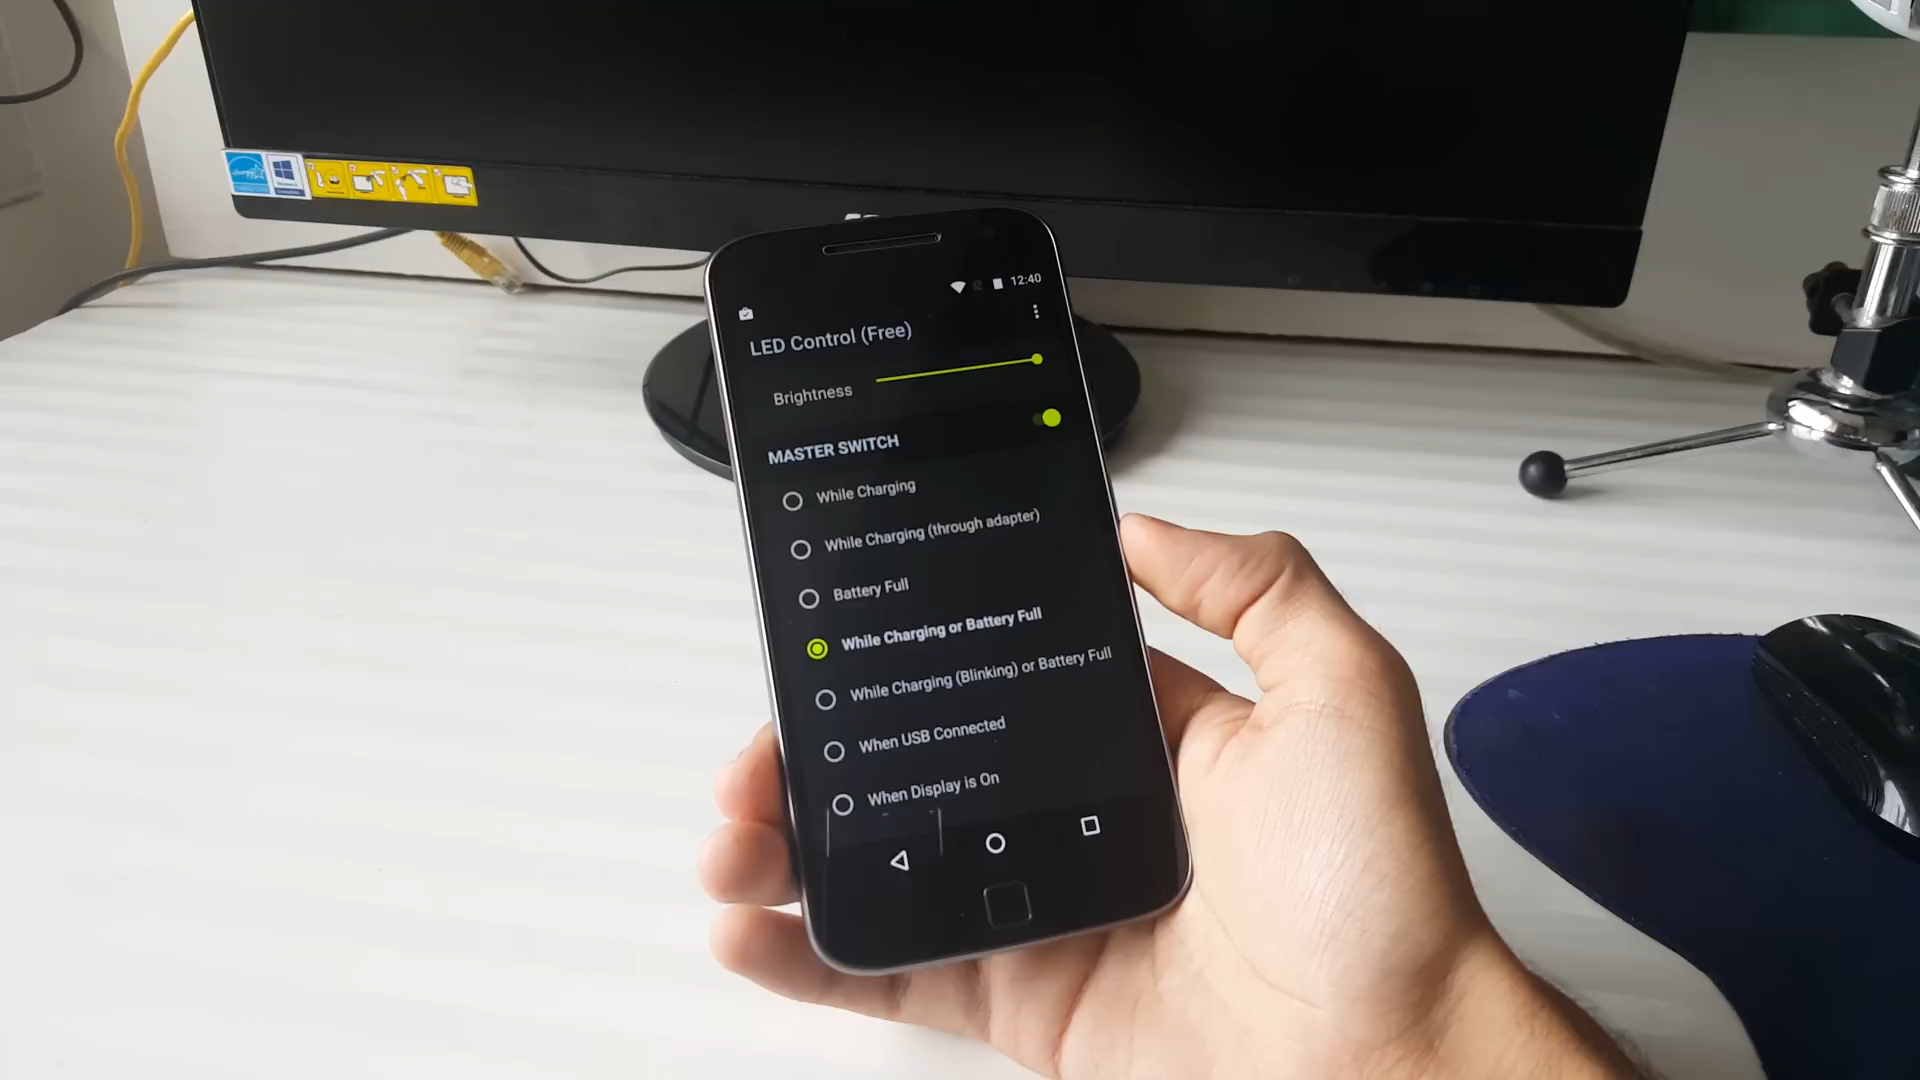 12:40
LED Control (Free)
Brightness
MASTER SWITCH
While Charging
While Charging (through adapter)
Battery Full
While Charging or Battery Full
While Charging (Blinking) or Battery Full
When USB Connected
When Display is On